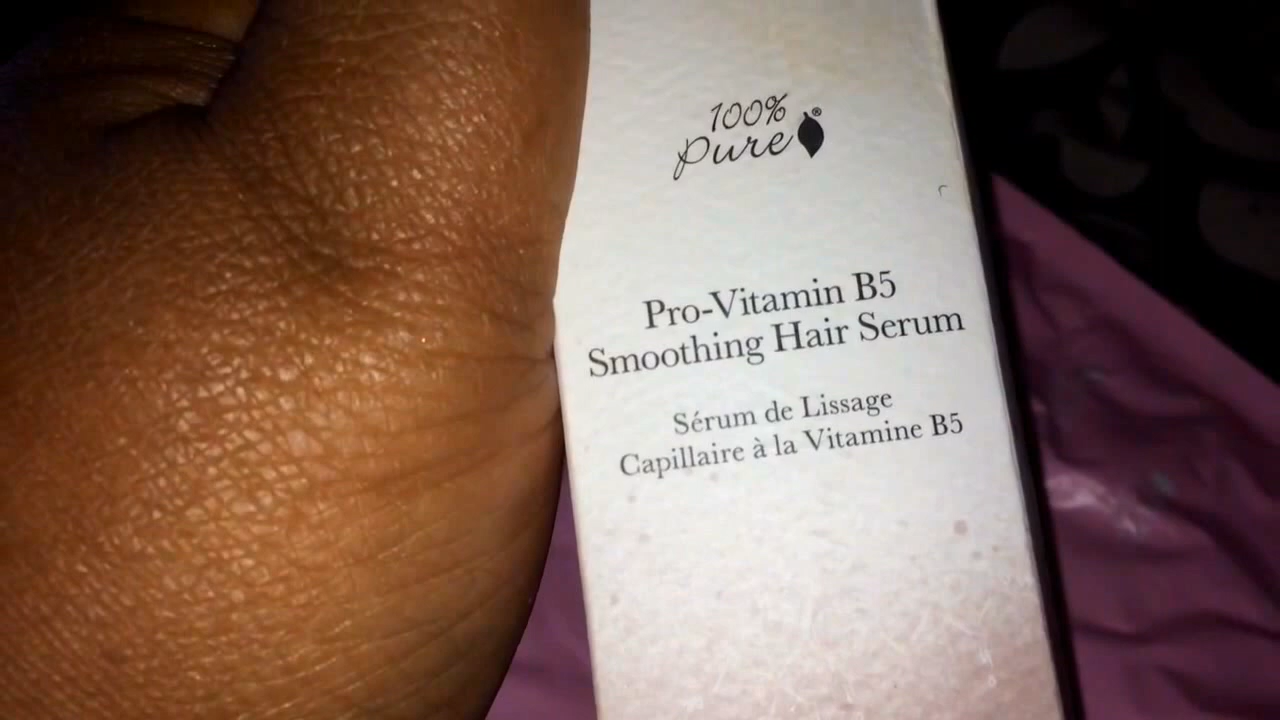 100%
Pure®
Pro-Vitamin B5
Smoothing Hair Serum
Sérum de Lissage
Capillaire à la Vitamine B5